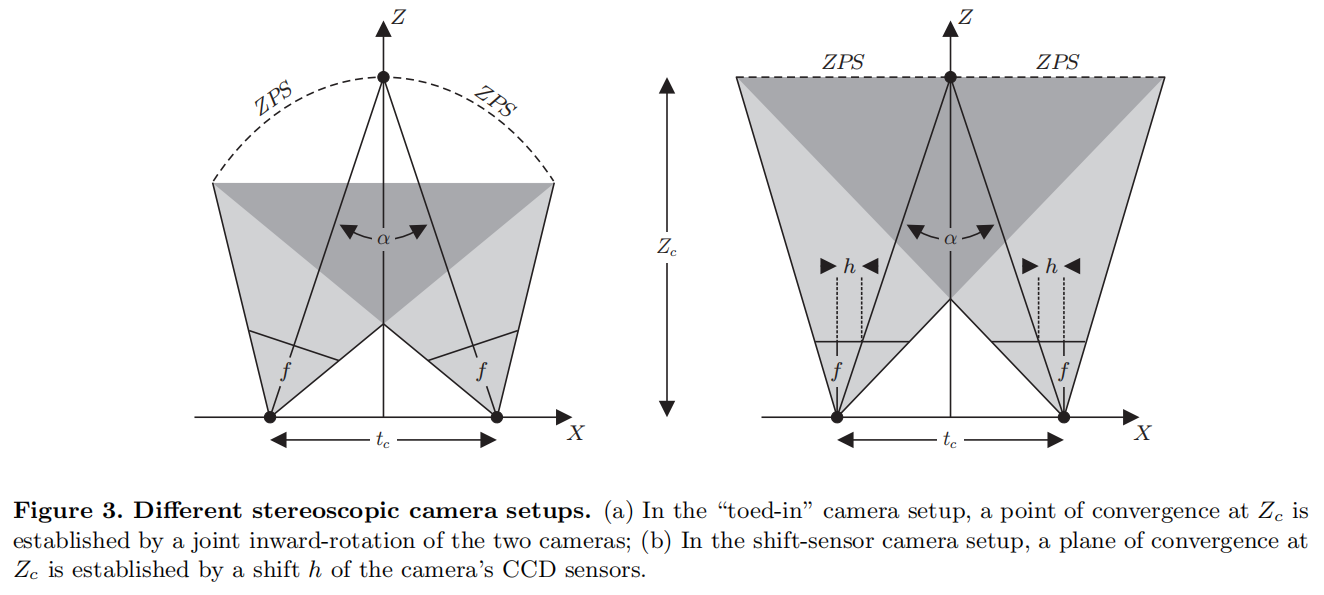 Z
ZPS
ZPS
α
f
f
t_c
X
Z_c
Z
ZPS
ZPS
α
h
h
f
f
t_c
X
Figure 3. Different stereoscopic camera setups. (a) In the “toed-in” camera setup, a point of convergence at Z_c is
established by a joint inward-rotation of the two cameras; (b) In the shift-sensor camera setup, a plane of convergence at
Z_c is established by a shift h of the camera’s CCD sensors.